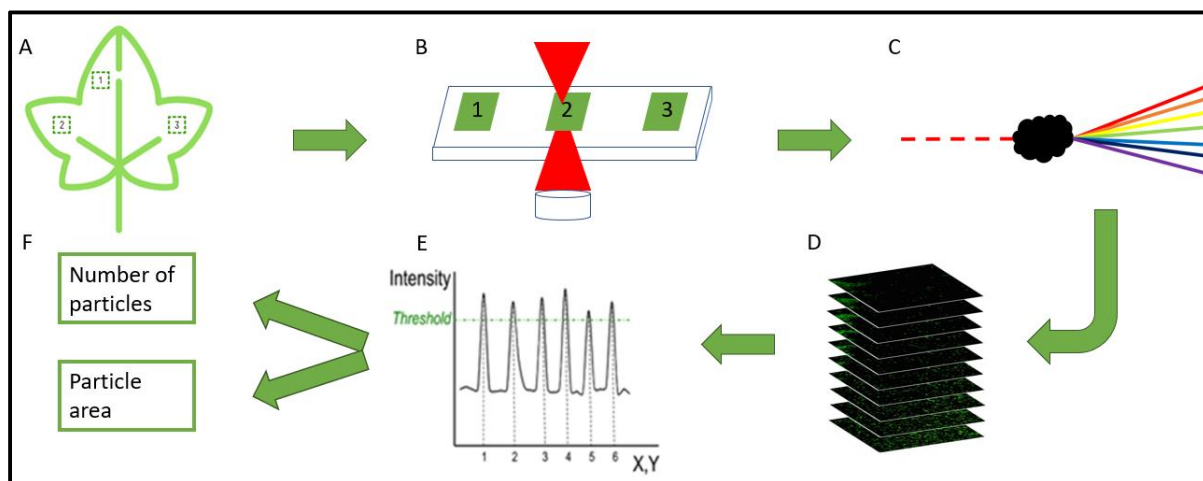 A
1
2
3
B
1
2
3
C
D
E
Intensity
Threshold
1 2 3 4 5 6
X,Y
F
Number of
particles
Particle
area